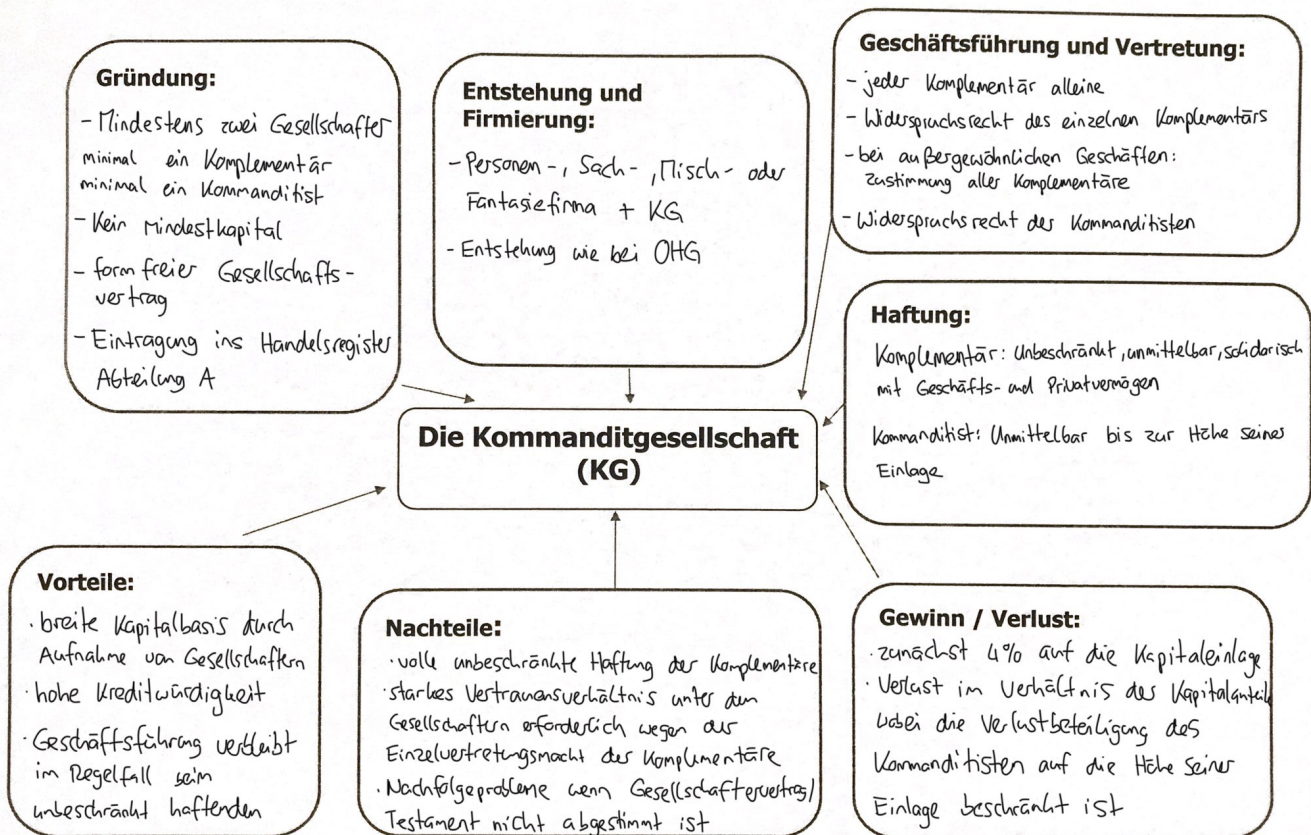 Gründung:
- Mindestens zwei Gesellschafter
minimal ein Komplementär
minimal ein Kommanditist
- Kein Mindestkapital
- formfreier Gesellschafts-
vertrag
- Eintragung ins Handelsregister
Abteilung A
Entstehung und
Firmierung:
- Personen-, Sach-, Misch- oder
Fantasiefirma + KG
- Entstehung wie bei OHG
Geschäftsführung und Vertretung:
- jeder Komplementär alleine
- Widerspruchsrecht des einzelnen Komplementärs
- bei außergewöhnlichen Geschäften:
Zustimmung aller Komplementäre
- Widerspruchsrecht der Kommanditisten
Haftung:
Komplementär: Unbeschränkt, unmittelbar, solidarisch
mit Geschäfts- und Privatvermögen
Kommanditist: Unmittelbar bis zur Höhe seiner
Einlage
Die Kommanditgesellschaft
(KG)
Vorteile:
· breite Kapitalbasis durch
Aufnahme von Gesellschaftern
· hohe Kreditwürdigkeit
· Geschäftsführung verbleibt
im Regelfall beim
unbeschränkt haftenden
Nachteile:
· volle unbeschränkte Haftung der Komplementäre
· starkes Vertrauensverhältnis unter den
Gesellschaftern erforderlich wegen der
Einzelvertretungsmacht der Komplementäre
· Nachfolgeprobleme wenn Gesellschaftervertrag/
Testament nicht abgestimmt ist
Gewinn / Verlust:
· zunächst 4% auf die Kapitaleinlage
· Verlust im Verhältnis der Kapitalanteile
wobei die Verlustbeteiligung des
Kommanditisten auf die Höhe seiner
Einlage beschränkt ist